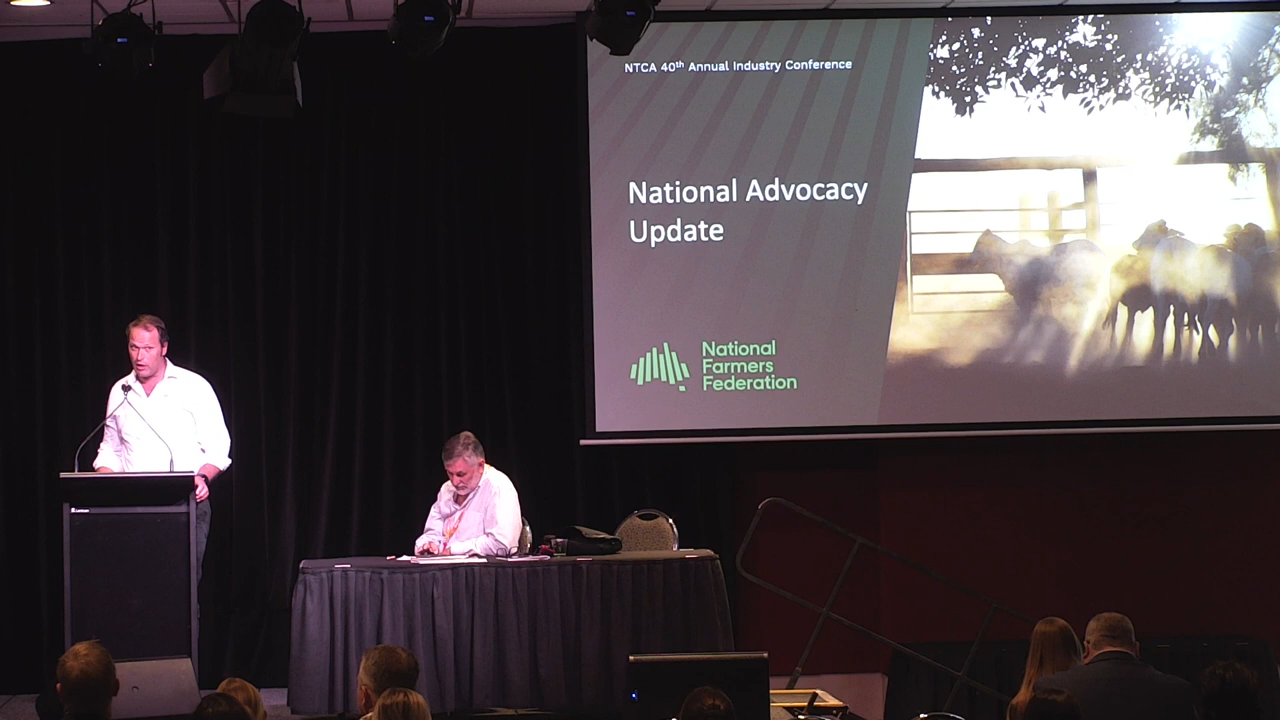 NTCA 40th Annual Industry Conference
National Advocacy
Update
National
Farmers
Federation